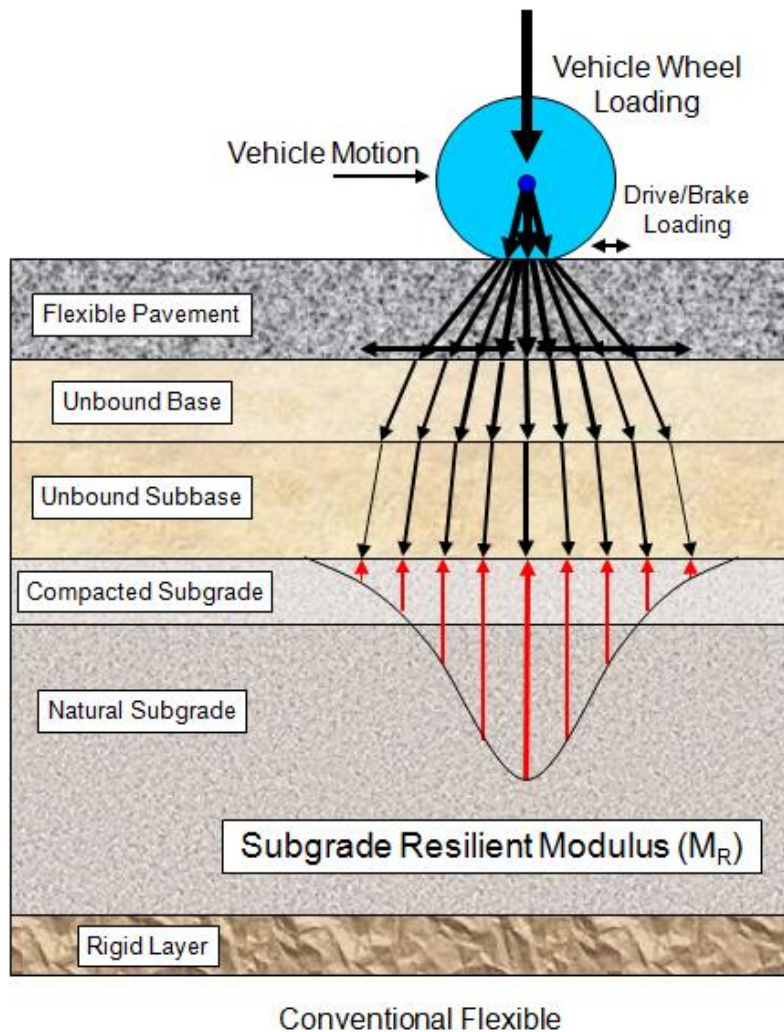 Vehicle Wheel
Loading
Vehicle Motion
Drive/Brake
Loading
Flexible Pavement
Unbound Base
Unbound Subbase
Compacted Subgrade
Natural Subgrade
Subgrade Resilient Modulus (M_R)
Rigid Layer
Conventional Flexible